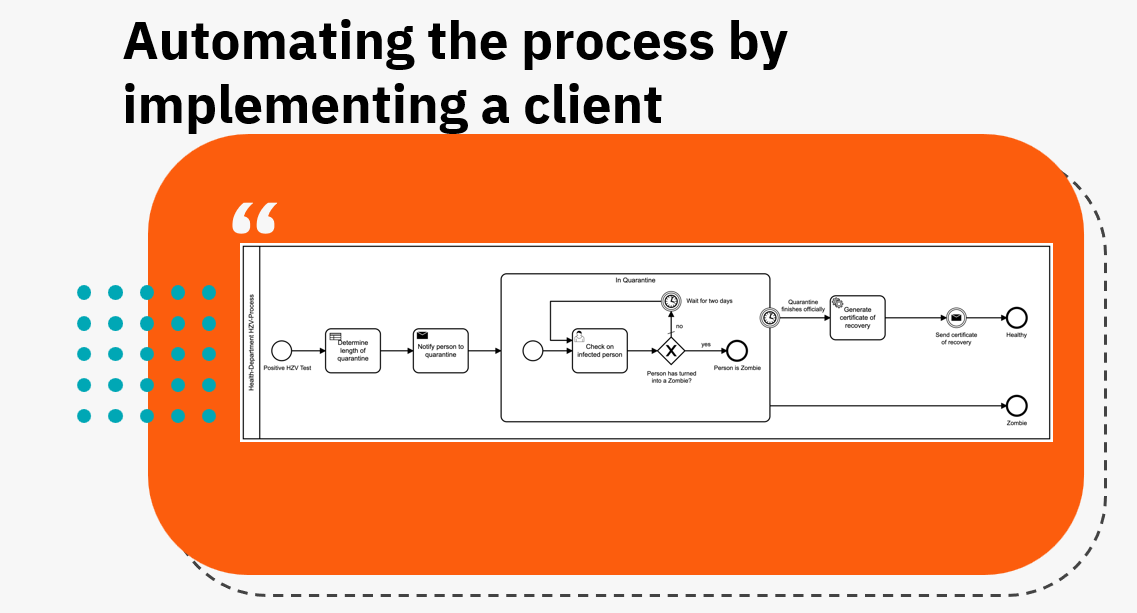 Automating the process by
implementing a client
“
Health-Department HZV-Process
Positive HZV Test
Determine
length of
quarantine
Notify person to
quarantine
In Quarantine
Wait for two days
Check on
infected person
no
yes
Person has turned
into a Zombie?
Person is Zombie
Quarantine
finishes officially
Generate
certificate of
recovery
Send certificate
of recovery
Healthy
Zombie